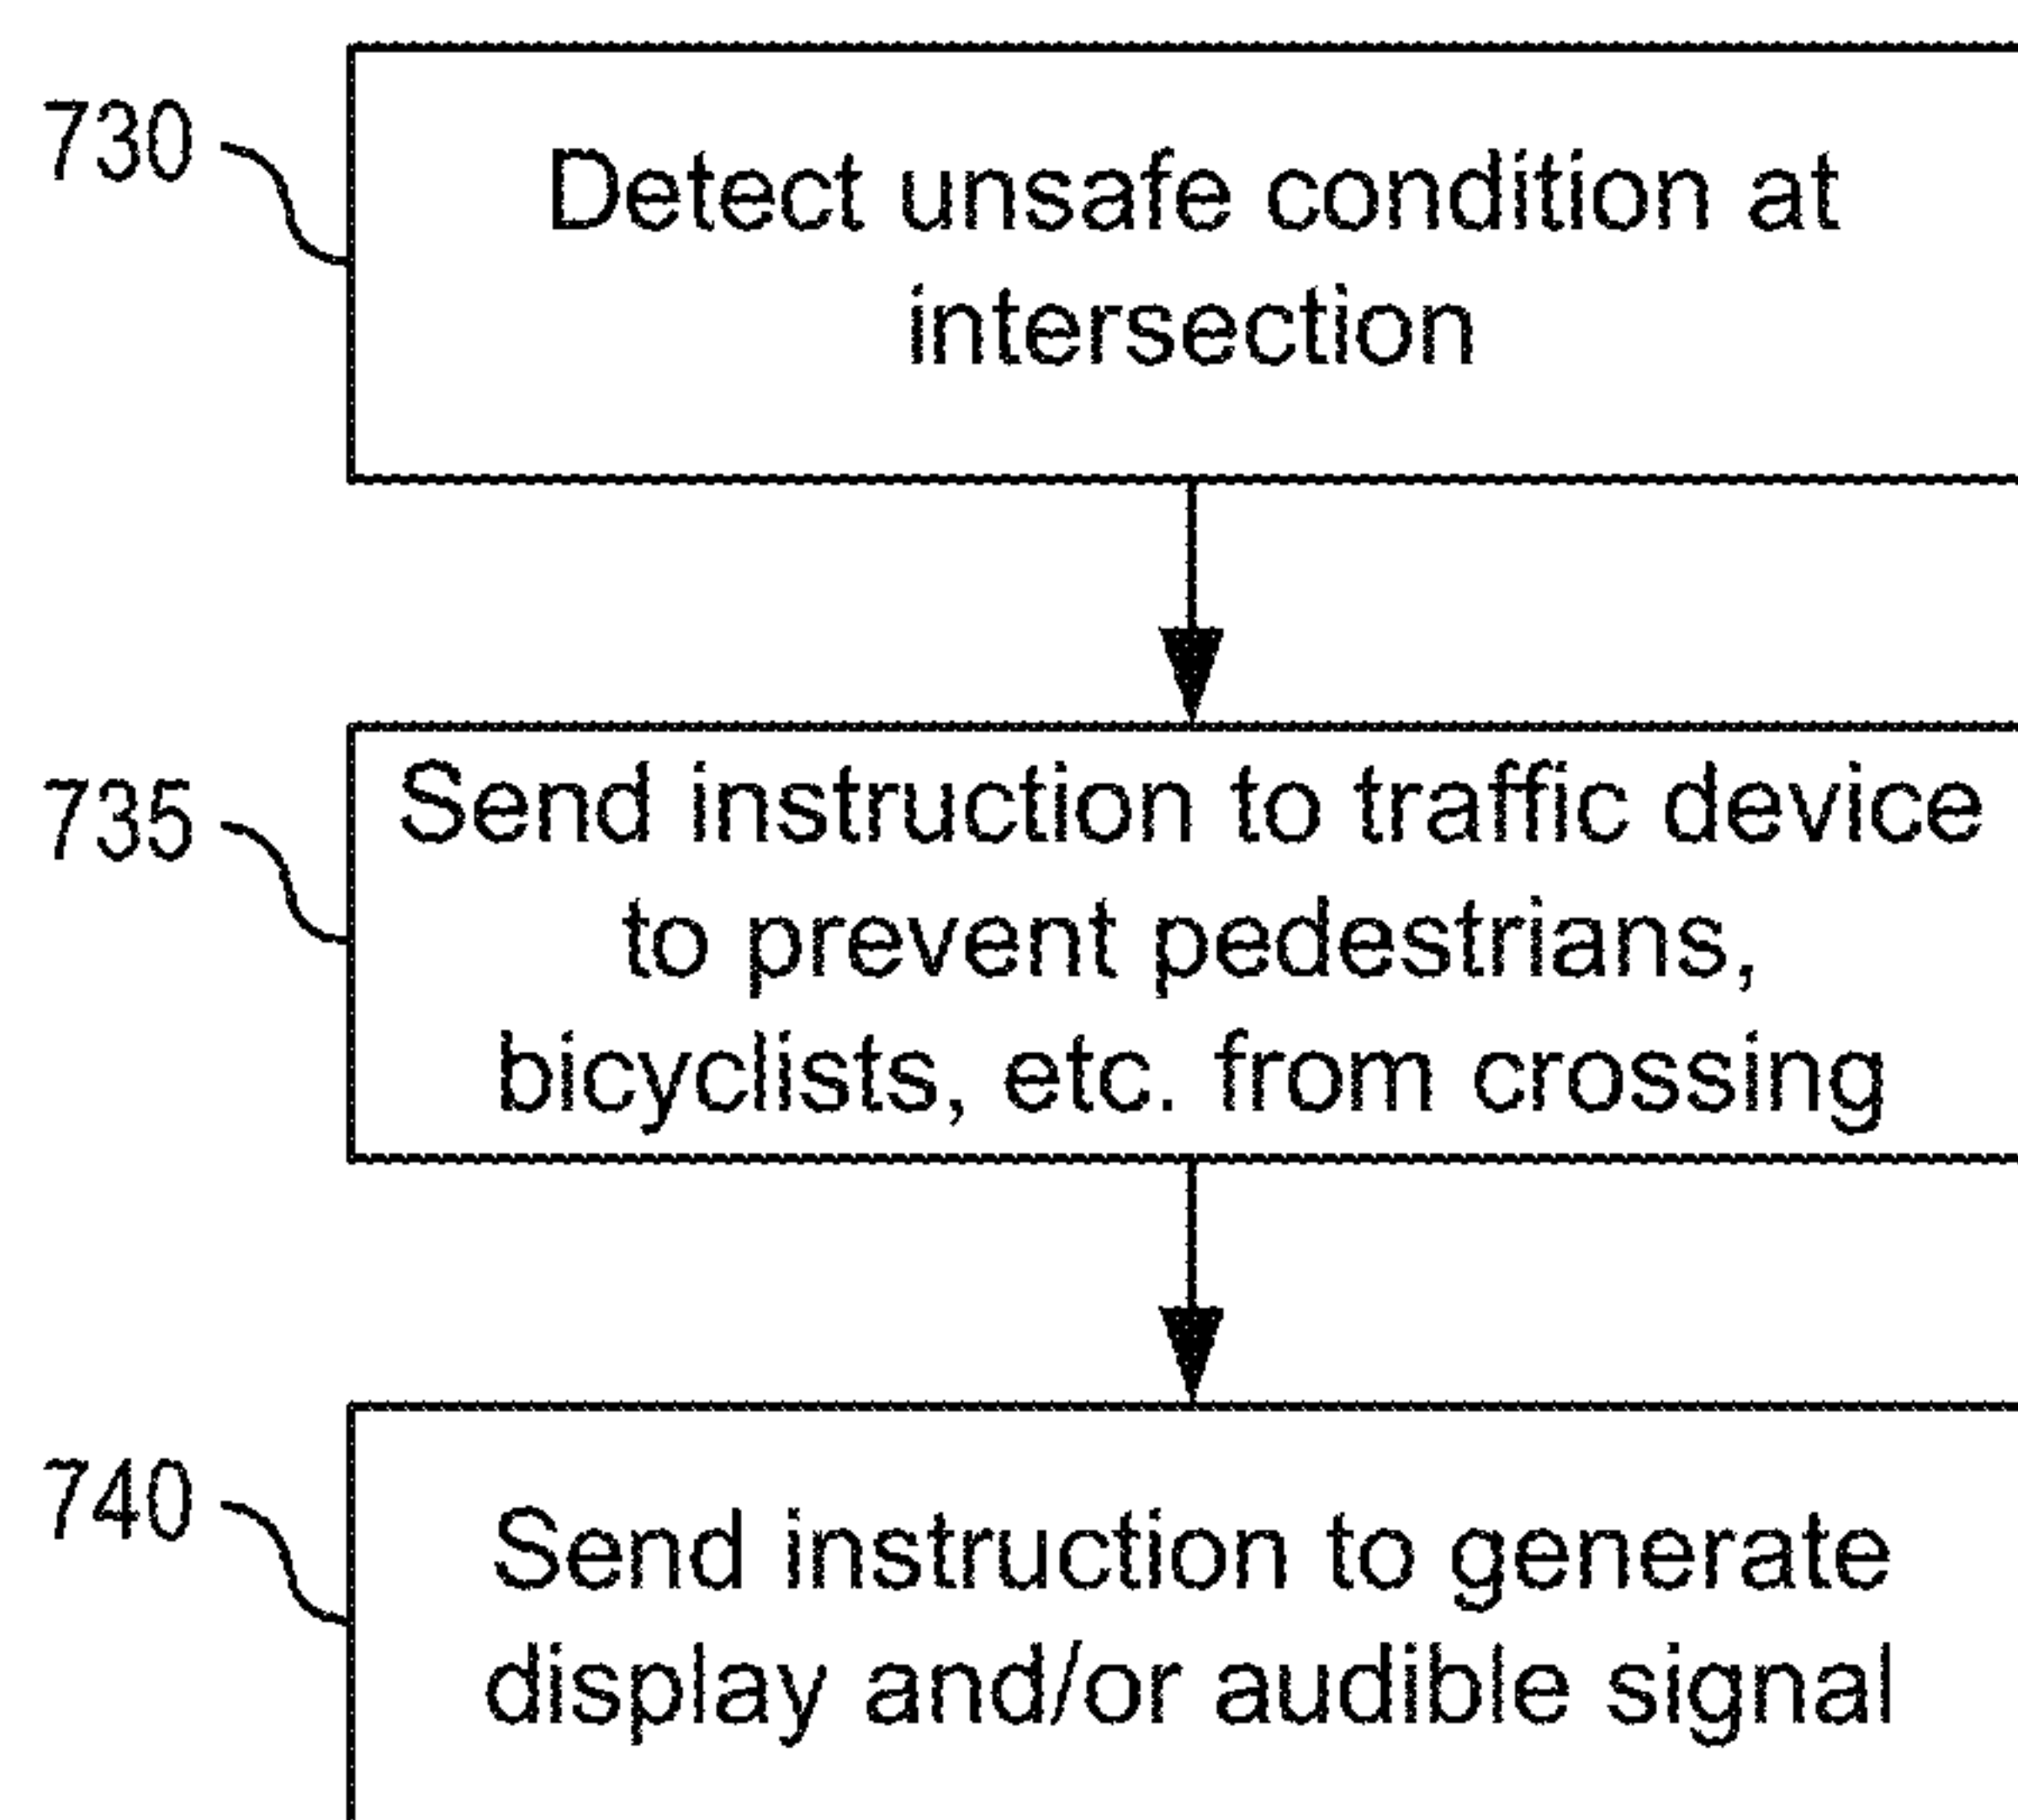 730
Detect unsafe condition at
intersection
735
Send instruction to traffic device
to prevent pedestrians,
bicyclists, etc. from crossing
740
Send instruction to generate
display and/or audible signal